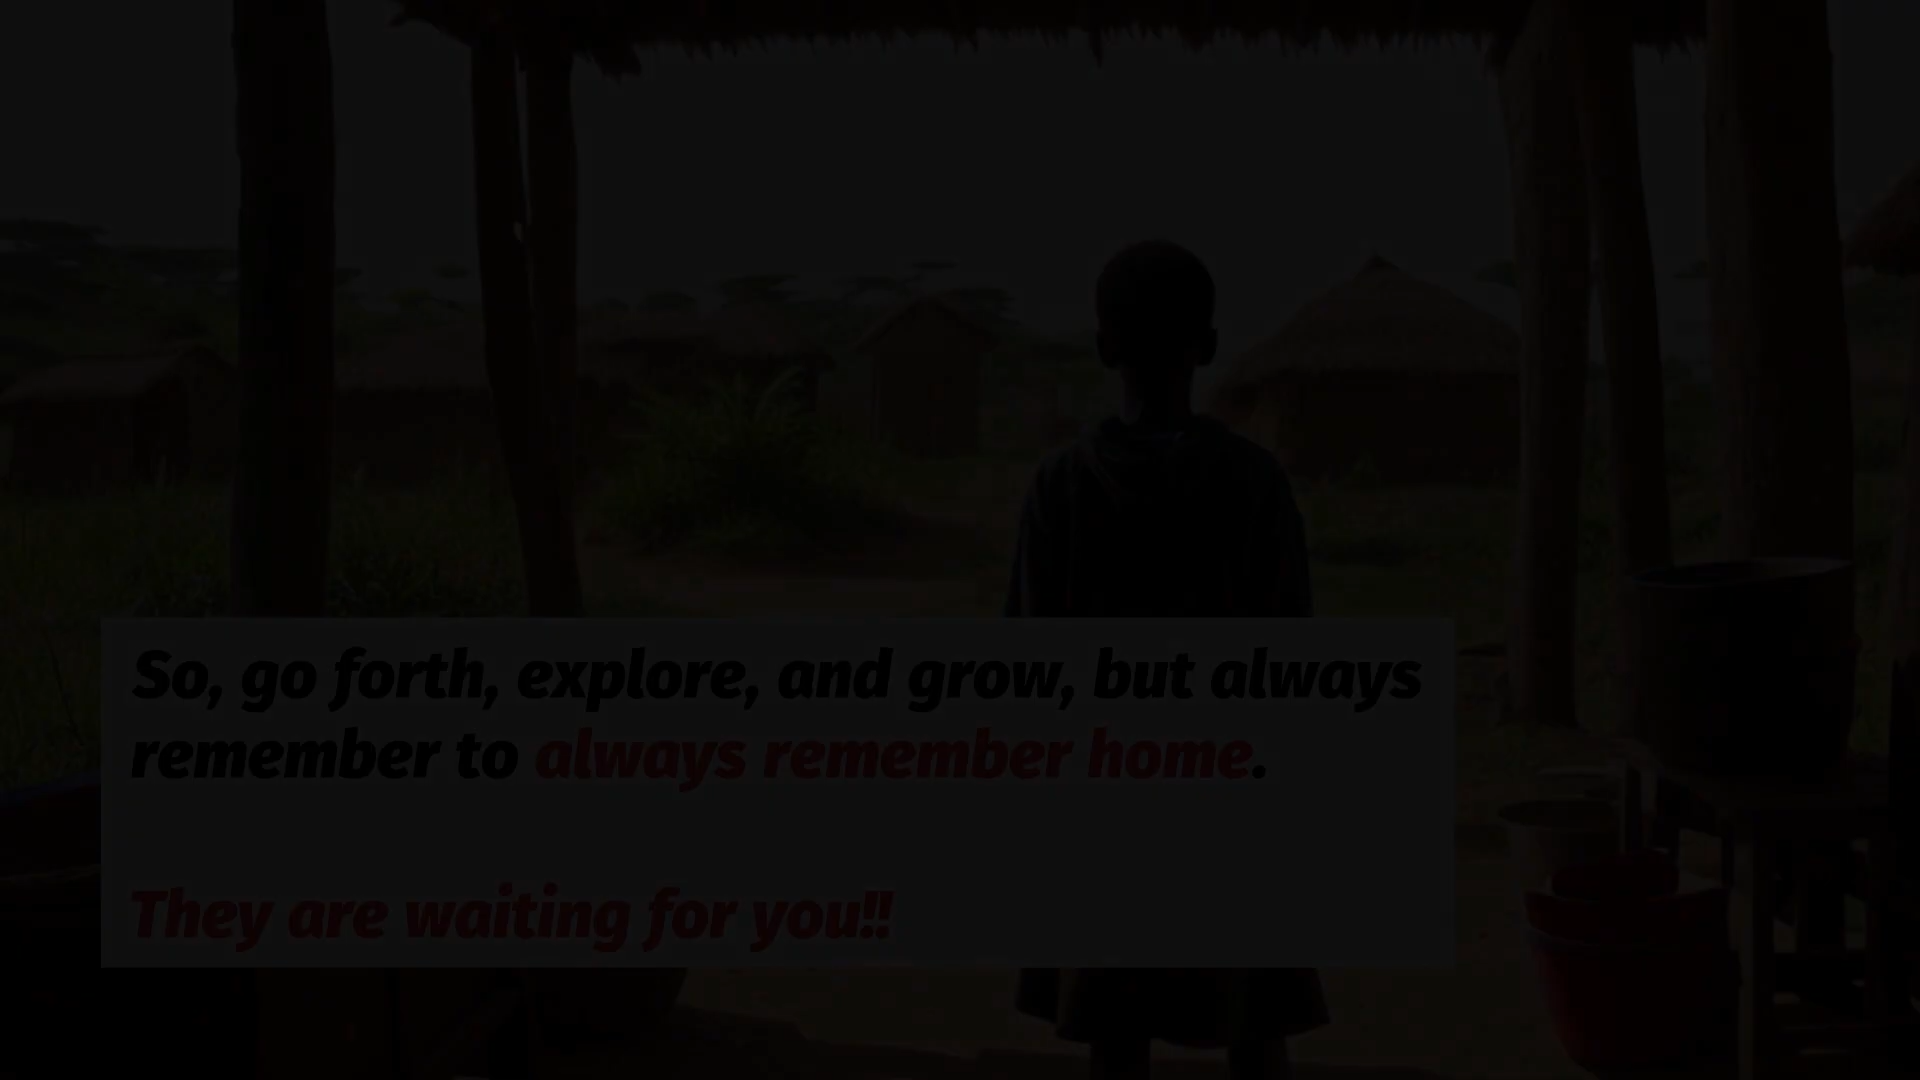 So, go forth, explore, and grow, but always
remember to always remember home.
They are waiting for you!!